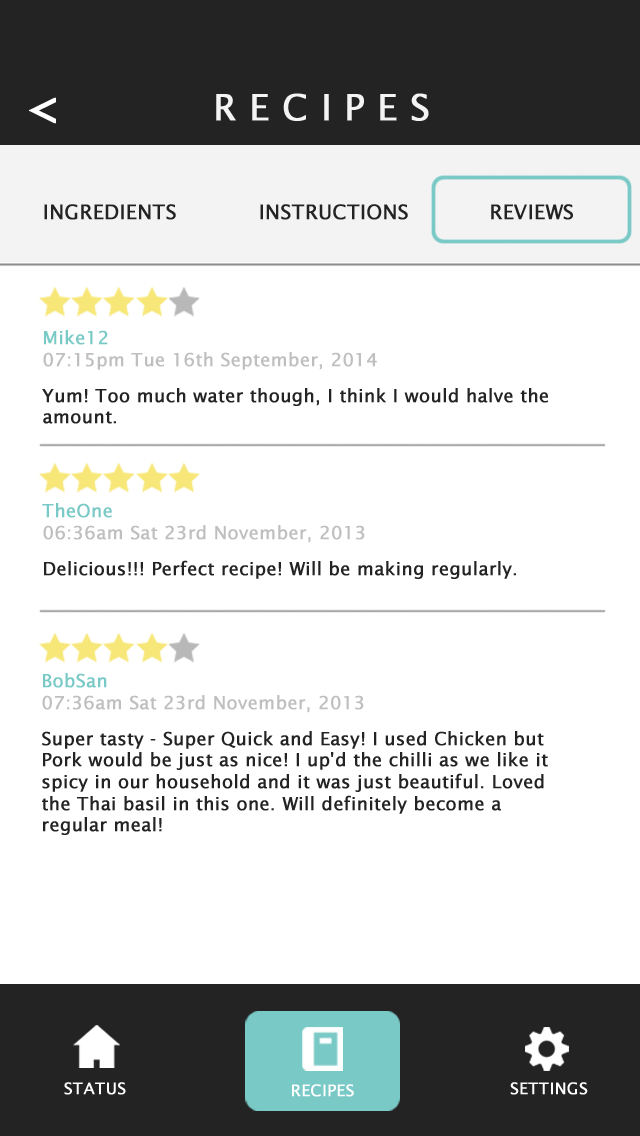 <
RECIPES
INGREDIENTS
INSTRUCTIONS
REVIEWS
Mike12
07:15pm Tue 16th September, 2014
Yum! Too much water though, I think I would halve the
amount.
TheOne
06:36am Sat 23rd November, 2013
Delicious!!! Perfect recipe! Will be making regularly.
BobSan
07:36am Sat 23rd November, 2013
Super tasty - Super Quick and Easy! I used Chicken but
Pork would be just as nice! I up'd the chilli as we like it
spicy in our household and it was just beautiful. Loved
the Thai basil in this one. Will definitely become a
regular meal!
STATUS
RECIPES
SETTINGS